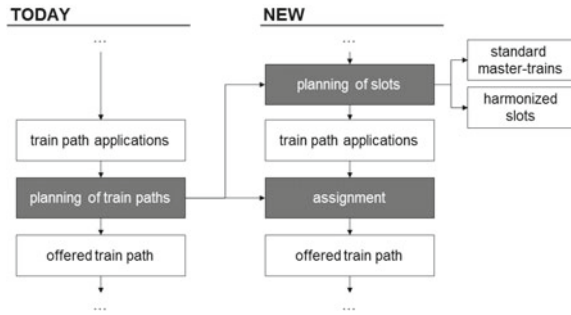 TODAY
NEW
...
...
planning of slots
standard
master-trains
harmonized
slots
train path applications
train path applications
planning of train paths
assignment
offered train path
offered train path
...
...